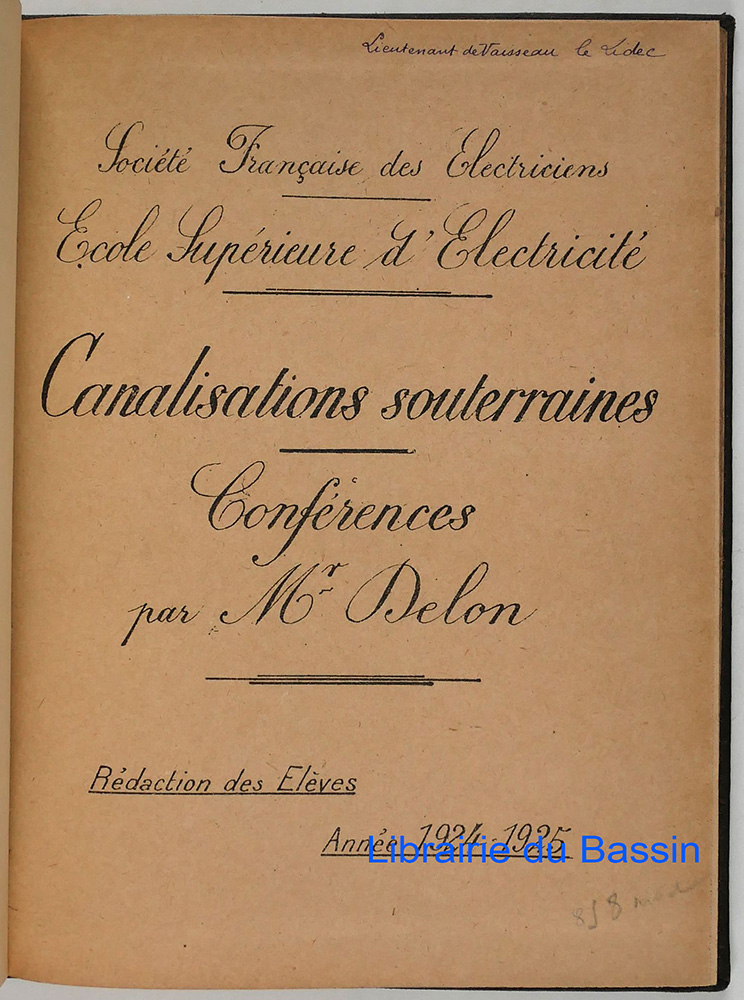 Lieutenant de Vaisseau le Lidec
Société Française des Electriciens
Ecole Supérieure d'Electricité
Canalisations souterraines
Conférences
par Mr Delon
Rédaction des Elèves
Année 1924-1925
Librairie du Bassin